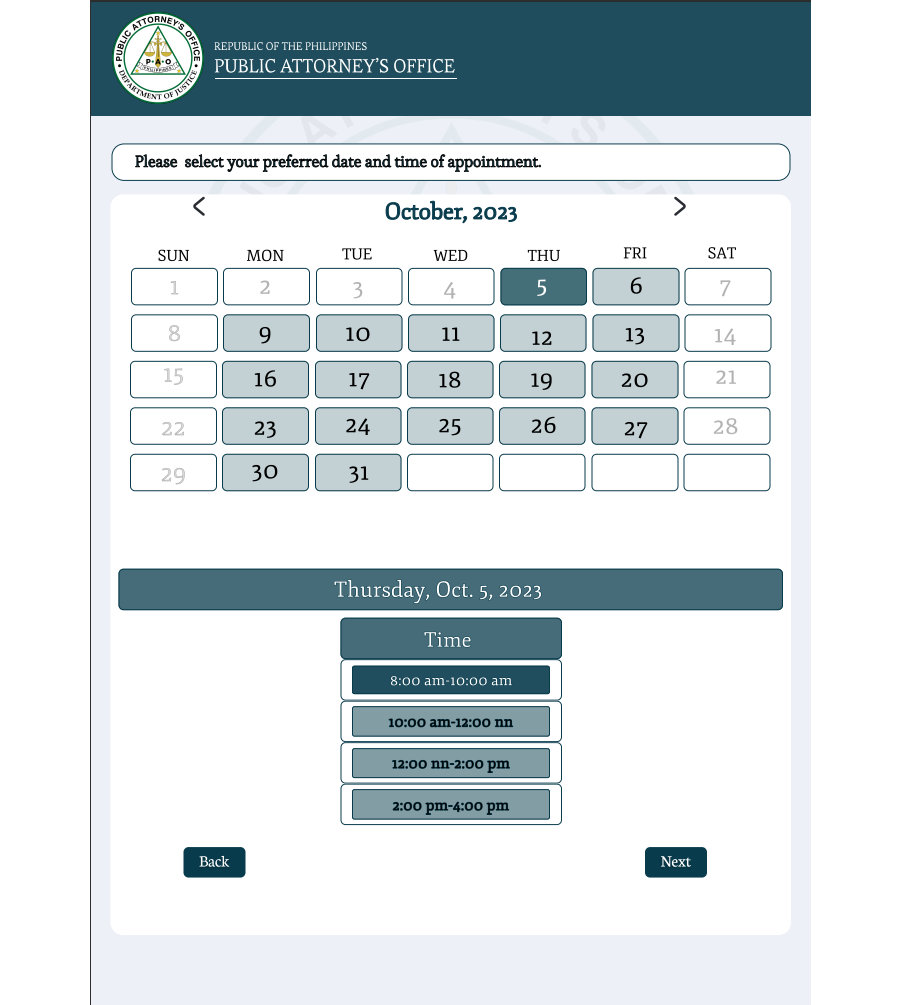 PUBLIC ATTORNEY'S OFFICE
P A O
PHILIPPINES
DEPARTMENT OF JUSTICE
REPUBLIC OF THE PHILIPPINES
PUBLIC ATTORNEY'S OFFICE
Please select your preferred date and time of appointment.
< October, 2023 >
SUN MON TUE WED THU FRI SAT
1 2 3 4 5 6 7
8 9 10 11 12 13 14
15 16 17 18 19 20 21
22 23 24 25 26 27 28
29 30 31
Thursday, Oct. 5, 2023
Time
8:00 am-10:00 am
10:00 am-12:00 nn
12:00 nn-2:00 pm
2:00 pm-4:00 pm
Back Next